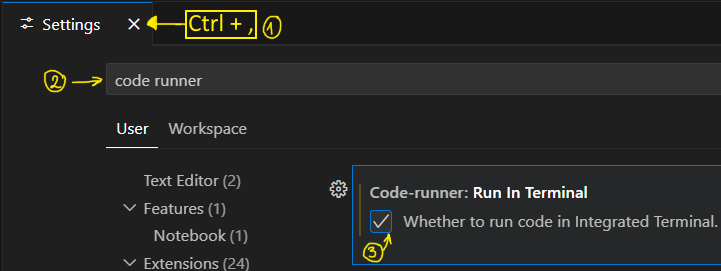 Settings
Ctrl + , 1
2
code runner
User Workspace
Text Editor (2)
Features (1)
Notebook (1)
Extensions (24)
Code-runner: Run In Terminal
Whether to run code in Integrated Terminal.
3